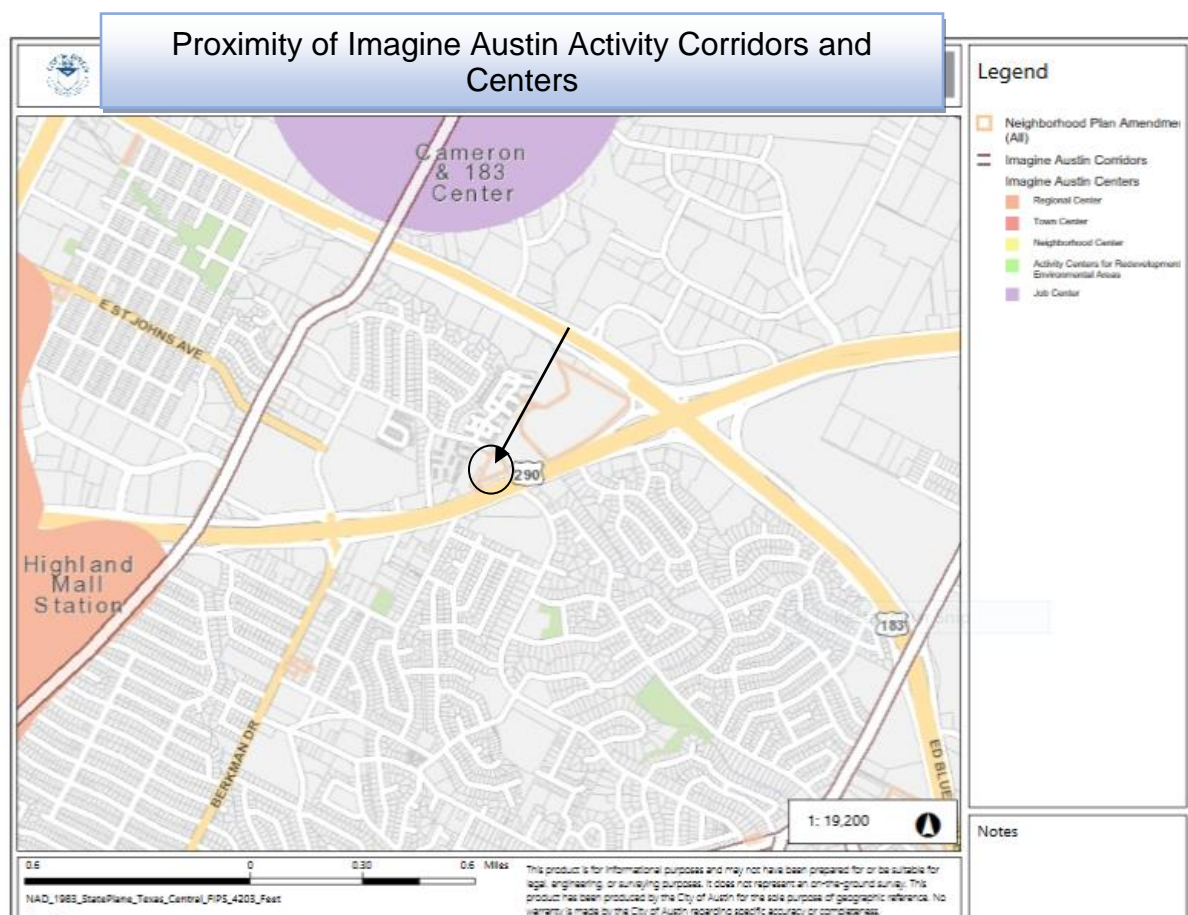 Proximity of Imagine Austin Activity Corridors and
Centers
Legend
Neighborhood Plan Amendme
(All)
Imagine Austin Corridors
Imagine Austin Centers
Regional Center
Town Center
Neighborhood Center
Activity Centers for Redevelopment
Environmental Areas
Job Center
Cameron
& 183
Center
E ST JOHNS AVE
290
Highland
Mall
Station
183
BERKMAN DR
ED BLUE
1: 19,200
Notes
0.6 0 0.30 0.6 Miles
NAD_1983_StatePlane_Texas_Central_FIPS_4203_Feet
This product is for informational purposes and may not have been prepared for or be suitable for
legal, engineering, or surveying purposes. It does not represent an on-the-ground survey. This
product has been produced by the City of Austin for the sole purpose of geographic reference. No
warranty is made by the City of Austin regarding specific accuracy or completeness.